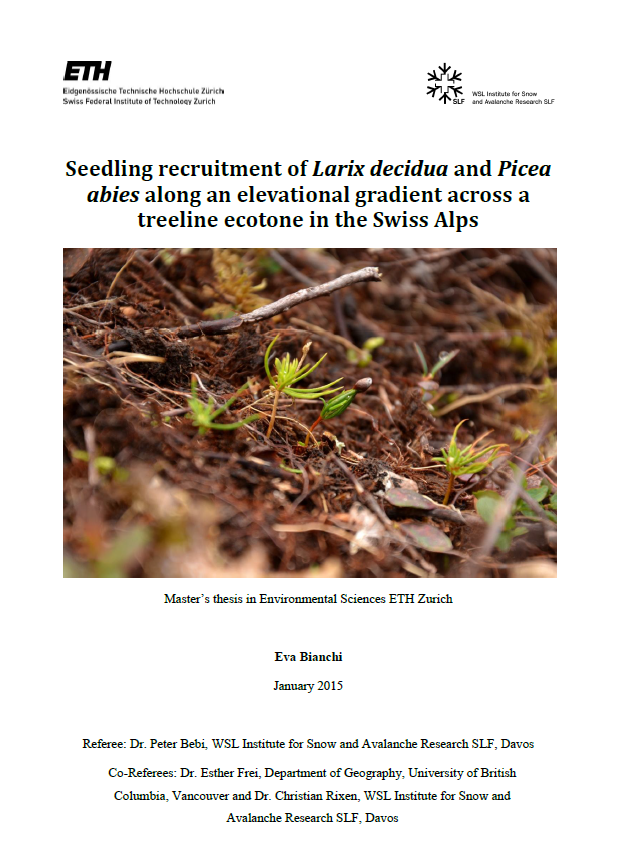 ETH
Eidgenössische Technische Hochschule Zürich
Swiss Federal Institute of Technology Zurich
SLF
WSL Institute for Snow
and Avalanche Research SLF
Seedling recruitment of Larix decidua and Picea
abies along an elevational gradient across a
treeline ecotone in the Swiss Alps
Master’s thesis in Environmental Sciences ETH Zurich
Eva Bianchi
January 2015
Referee: Dr. Peter Bebi, WSL Institute for Snow and Avalanche Research SLF, Davos
Co-Referees: Dr. Esther Frei, Department of Geography, University of British
Columbia, Vancouver and Dr. Christian Rixen, WSL Institute for Snow and
Avalanche Research SLF, Davos